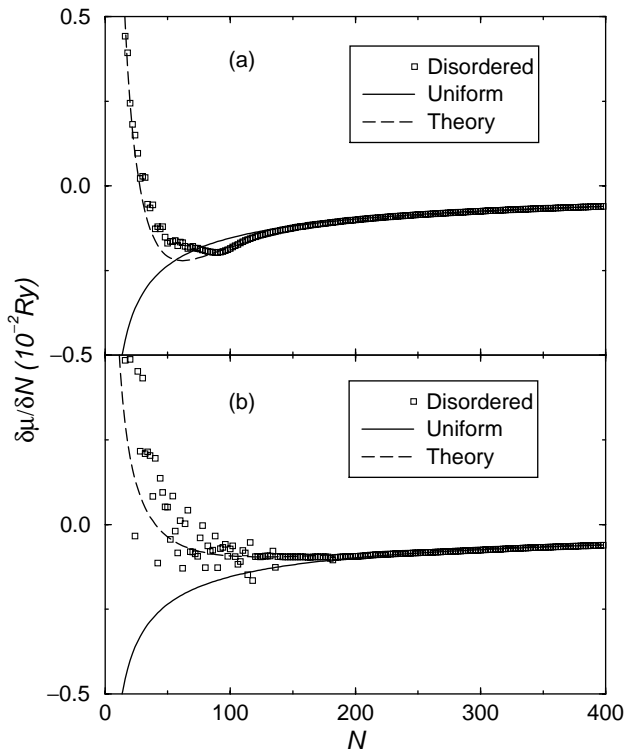 0.5
(a)
Disordered
Uniform
Theory
0.0
−0.5
δμ/δN (10⁻²Ry)
(b)
Disordered
Uniform
Theory
0.0
−0.5
0 100 200 300 400
N